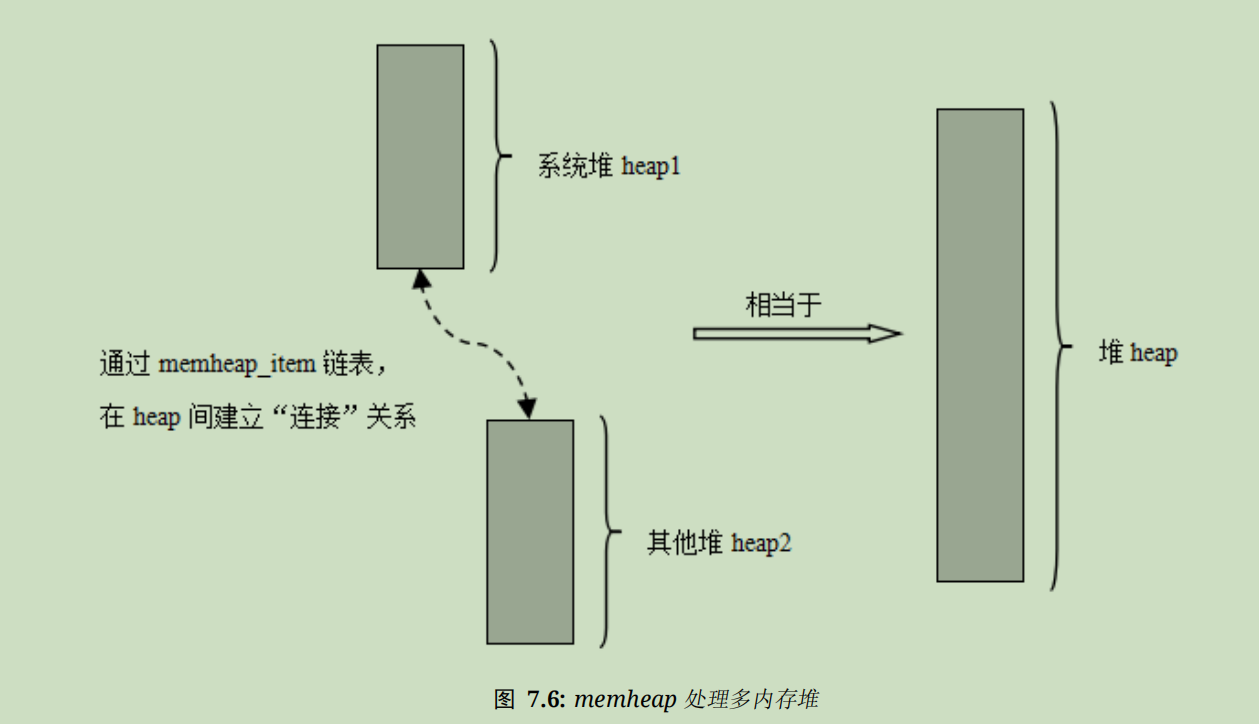 系统堆 heap1
相当于
堆 heap
通过 memheap_item 链表，
在 heap 间建立“连接”关系
其他堆 heap2
图 7.6: memheap 处理多内存堆